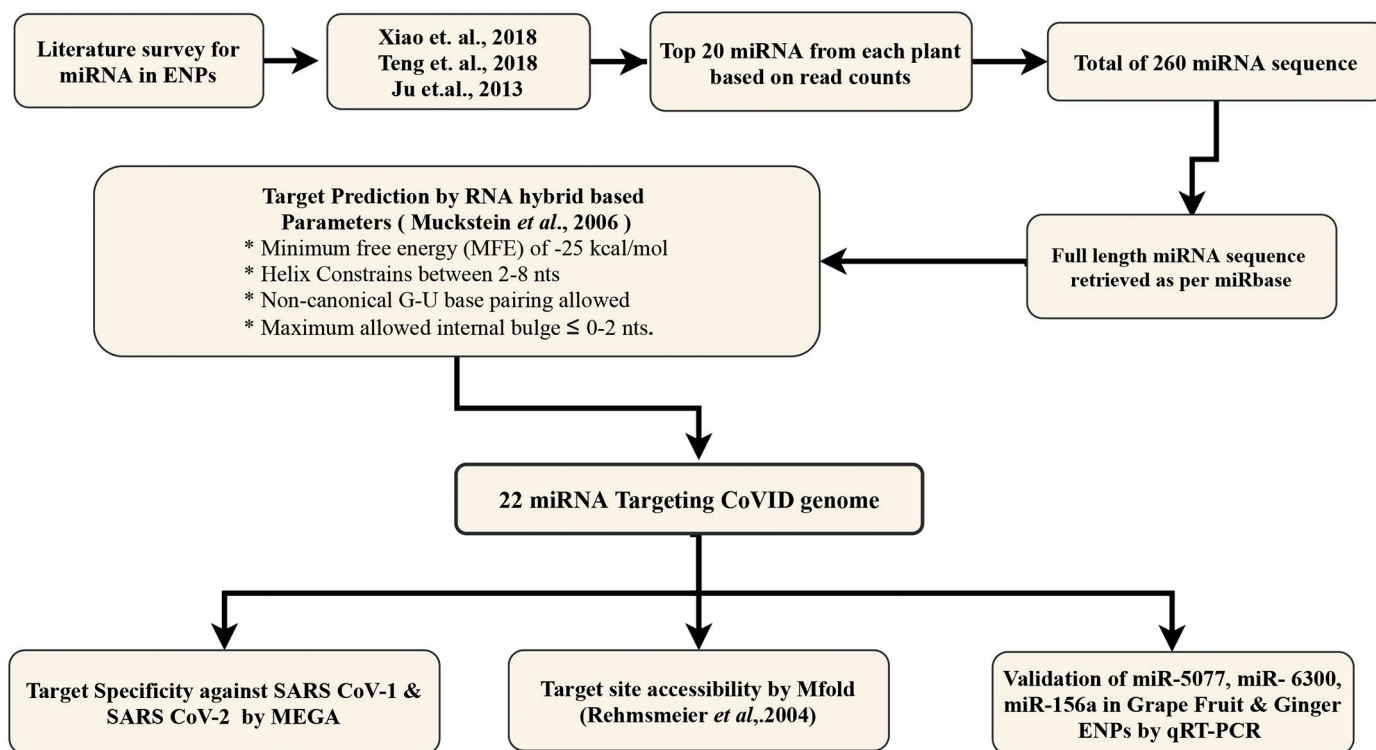 Literature survey for
miRNA in ENPs
Xiao et. al., 2018
Teng et. al., 2018
Ju et.al., 2013
Top 20 miRNA from each plant
based on read counts
Total of 260 miRNA sequence
Full length miRNA sequence
retrieved as per miRbase
Target Prediction by RNA hybrid based
Parameters ( Muckstein et al., 2006 )
* Minimum free energy (MFE) of -25 kcal/mol
* Helix Constrains between 2-8 nts
* Non-canonical G-U base pairing allowed
* Maximum allowed internal bulge ≤ 0-2 nts.
22 miRNA Targeting CoVID genome
Target Specificity against SARS CoV-1 &
SARS CoV-2 by MEGA
Target site accessibility by Mfold
(Rehmsmeier et al,.2004)
Validation of miR-5077, miR- 6300,
miR-156a in Grape Fruit & Ginger
ENPs by qRT-PCR